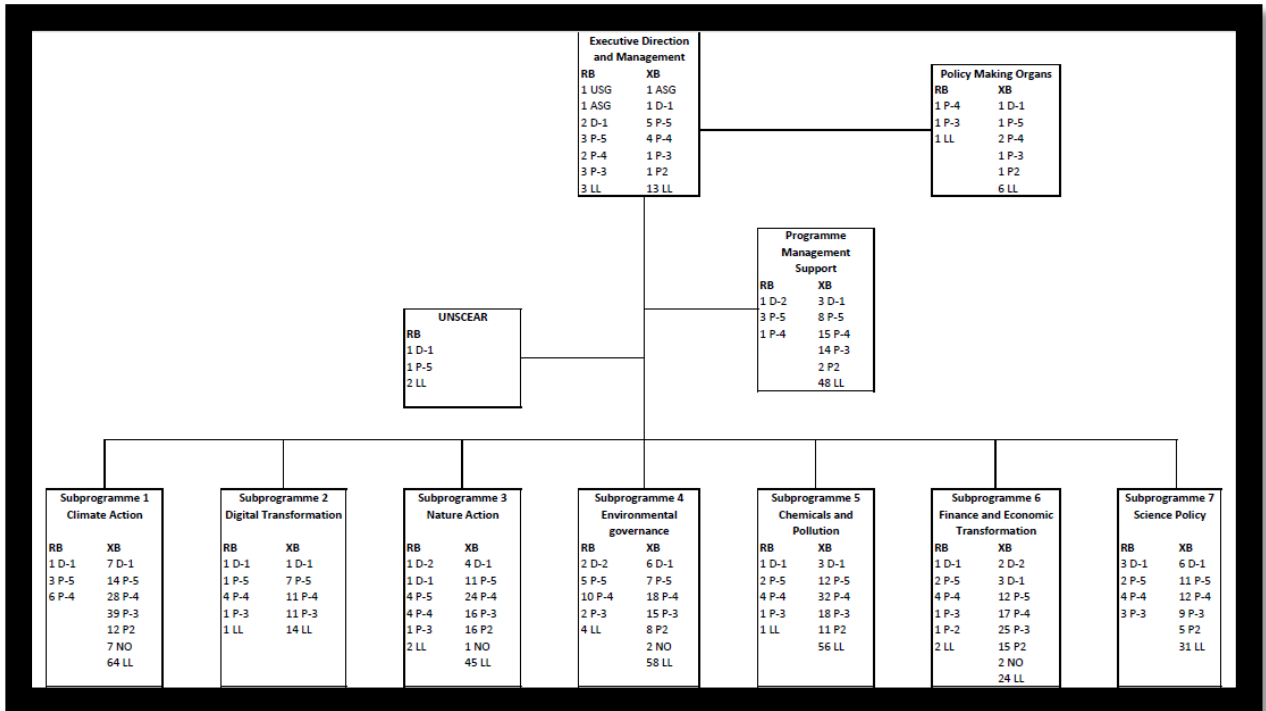 Executive Direction
and Management
RB XB
1 USG 1 ASG
1 ASG 1 D-1
2 D-1 5 P-5
3 P-5 4 P-4
2 P-4 1 P-3
3 P-3 1 P2
3 LL 13 LL
Policy Making Organs
RB XB
1 P-4 1 D-1
1 P-3 1 P-5
1 LL 2 P-4
1 P-3
1 P2
6 LL
Programme
Management
Support
RB XB
1 D-2 3 D-1
3 P-5 8 P-5
1 P-4 15 P-4
14 P-3
2 P2
48 LL
UNSCEAR
RB
1 D-1
1 P-5
2 LL
Subprogramme 1
Climate Action
RB XB
1 D-1 7 D-1
3 P-5 14 P-5
6 P-4 28 P-4
39 P-3
12 P2
7 NO
64 LL
Subprogramme 2
Digital Transformation
RB XB
1 D-1 1 D-1
1 P-5 7 P-5
4 P-4 11 P-4
1 P-3 11 P-3
1 LL 14 LL
Subprogramme 3
Nature Action
RB XB
1 D-2 4 D-1
1 D-1 11 P-5
4 P-5 24 P-4
4 P-4 16 P-3
1 P-3 16 P2
2 LL 1 NO
45 LL
Subprogramme 4
Environmental
governance
RB XB
2 D-2 6 D-1
5 P-5 7 P-5
10 P-4 18 P-4
2 P-3 15 P-3
4 LL 8 P2
2 NO
58 LL
Subprogramme 5
Chemicals and
Pollution
RB XB
1 D-1 3 D-1
2 P-5 12 P-5
4 P-4 32 P-4
1 P-3 18 P-3
1 LL 11 P2
56 LL
Subprogramme 6
Finance and Economic
Transformation
RB XB
1 D-1 2 D-2
2 P-5 3 D-1
4 P-4 12 P-5
1 P-3 17 P-4
1 P-2 25 P-3
2 LL 15 P2
2 NO
24 LL
Subprogramme 7
Science Policy
RB XB
3 D-1 6 D-1
2 P-5 11 P-5
4 P-4 12 P-4
3 P-3 9 P-3
5 P2
31 LL